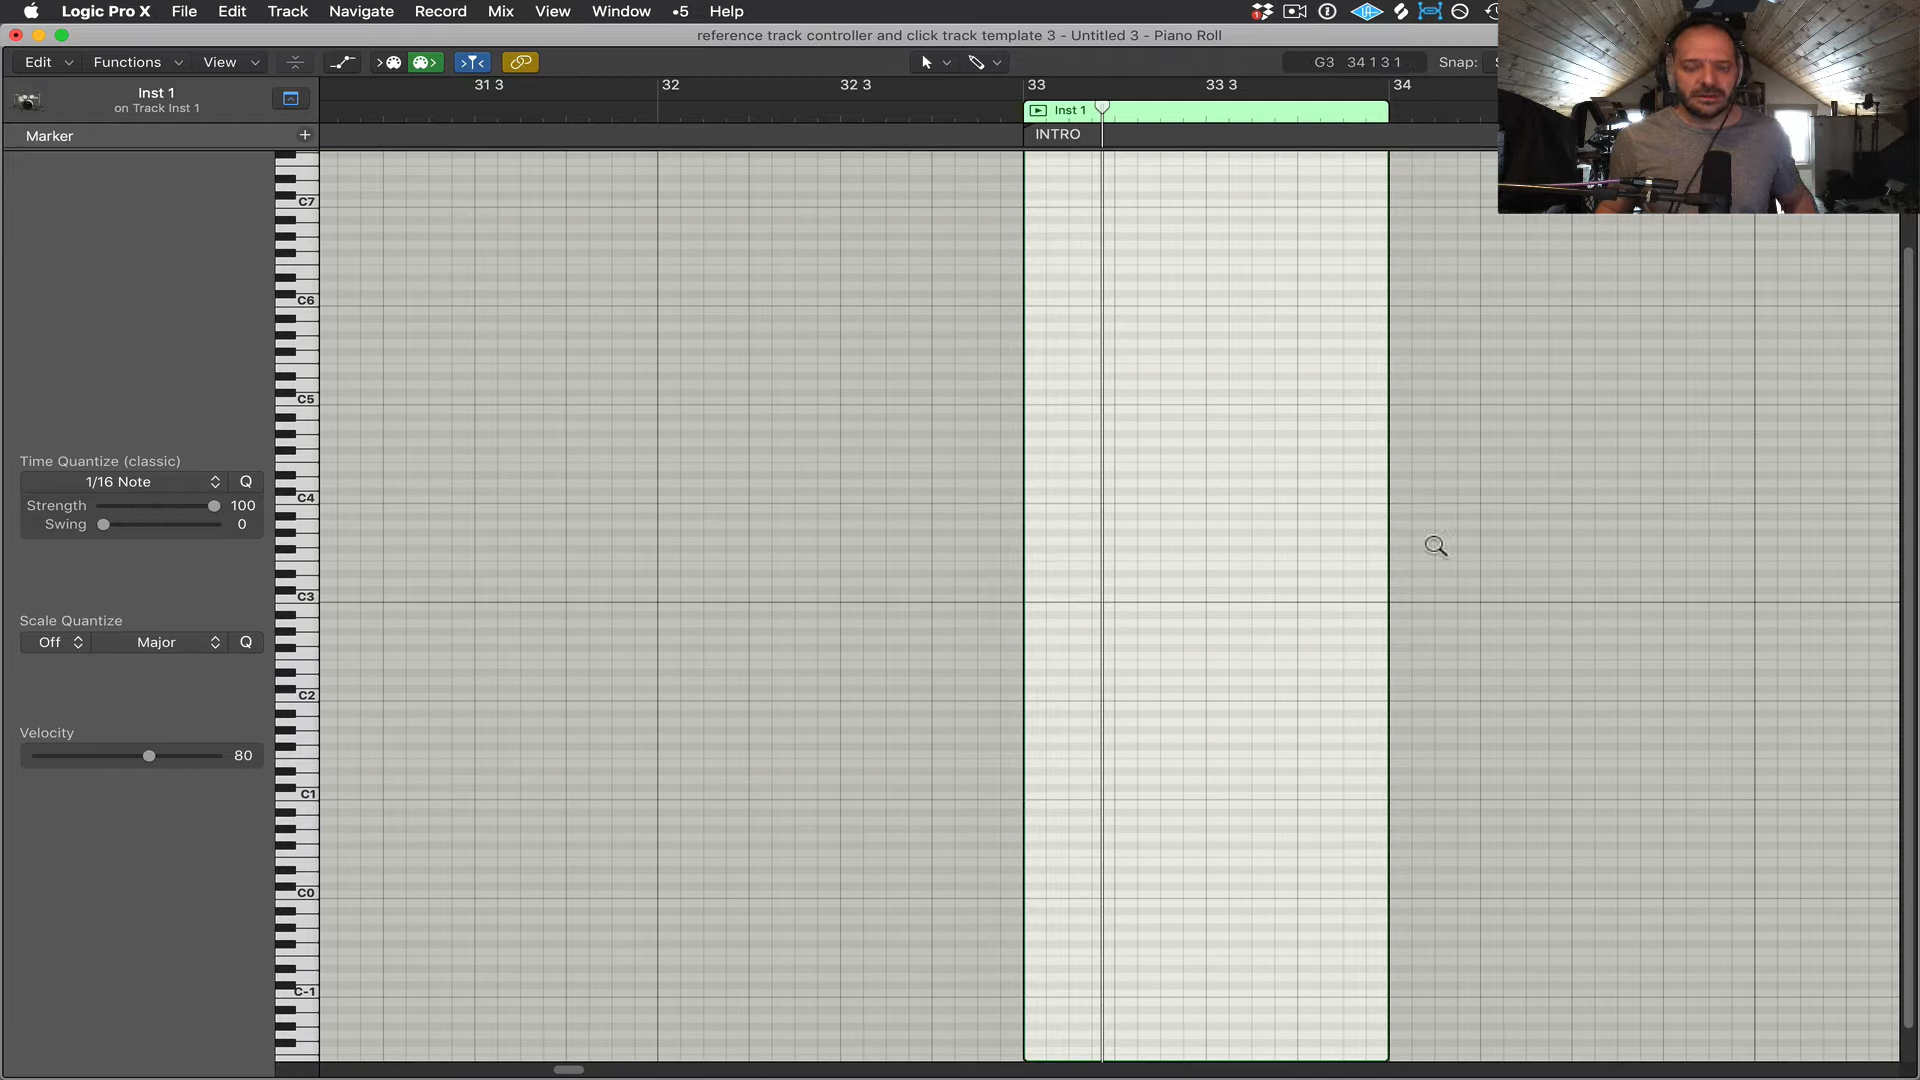 Logic Pro X File Edit Track Navigate Record Mix View Window •5 Help
reference track controller and click track template 3 - Untitled 3 - Piano Roll
Edit Functions View G3 34 1 3 1 Snap:
Inst 1
on Track Inst 1
31 3 32 32 3 33 33 3 34
Inst 1
Marker +
INTRO
C7
C6
C5
Time Quantize (classic)
1/16 Note Q
C4
Strength 100
Swing 0
C3
Scale Quantize
Off Major Q
C2
Velocity
80
C1
C0
C-1